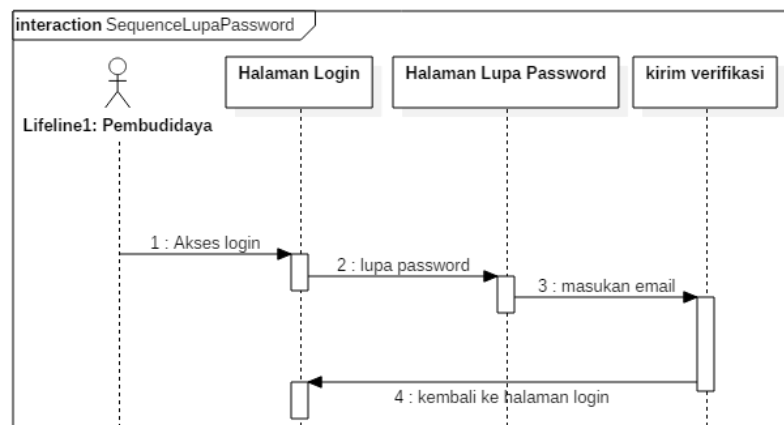 interaction SequenceLupaPassword
Halaman Login
Halaman Lupa Password
kirim verifikasi
Lifeline1: Pembudidaya
1 : Akses login
2 : lupa password
3 : masukan email
4 : kembali ke halaman login